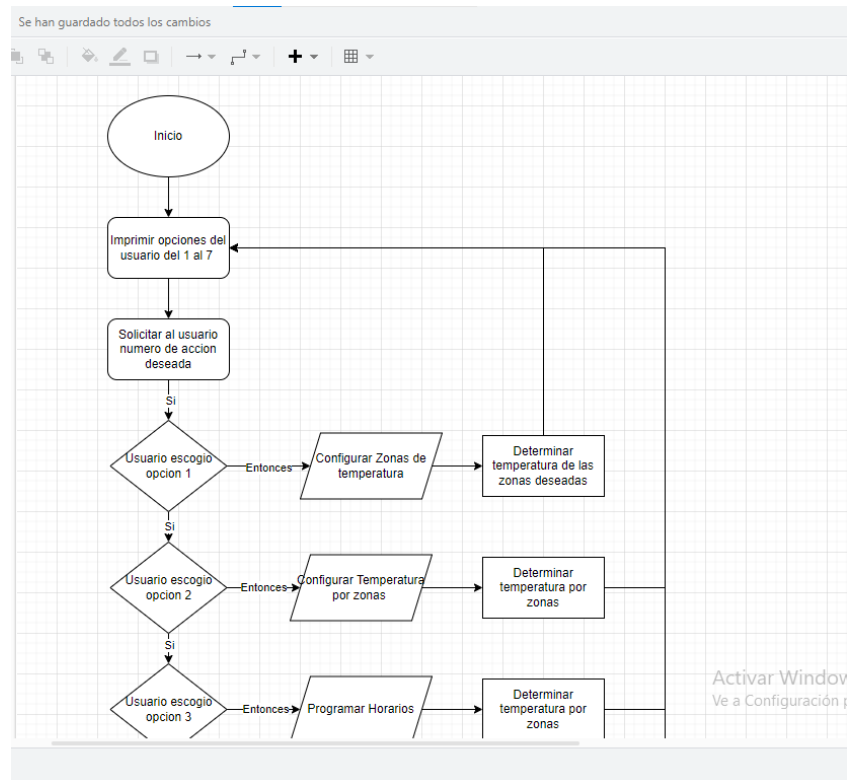 Se han guardado todos los cambios
Inicio
Imprimir opciones del
usuario del 1 al 7
Solicitar al usuario
numero de accion
deseada
Si
Usuario escogio
opcion 1
Entonces
Configurar Zonas de
temperatura
Determinar
temperatura de las
zonas deseadas
Si
Usuario escogio
opcion 2
Entonces
Configurar Temperatura
por zonas
Determinar
temperatura por
zonas
Si
Usuario escogio
opcion 3
Entonces
Programar Horarios
Determinar
temperatura por
zonas
Activar Window
Ve a Configuración p